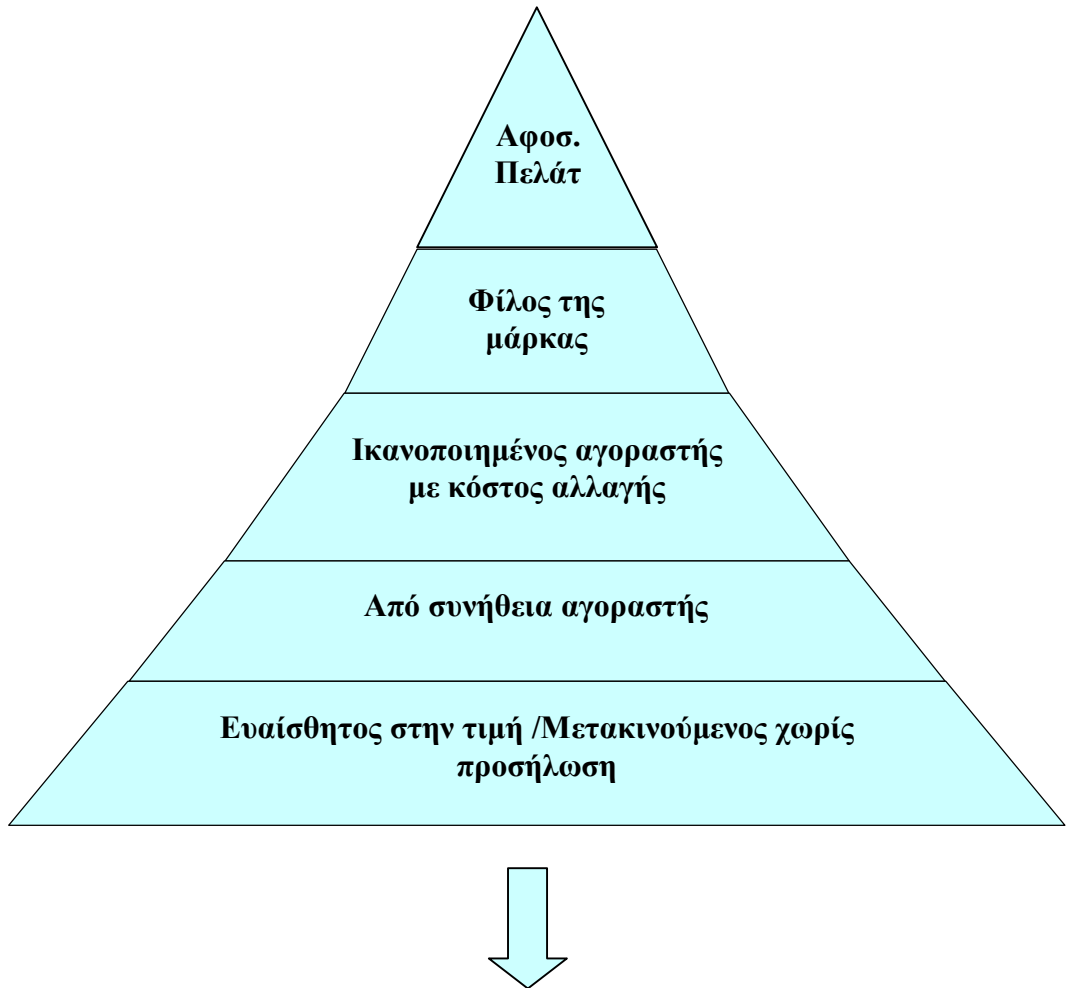 Αφοσ.
Πελάτ
Φίλος της
μάρκας
Ικανοποιημένος αγοραστής
με κόστος αλλαγής
Από συνήθεια αγοραστής
Ευαίσθητος στην τιμή /Μετακινούμενος χωρίς
προσήλωση